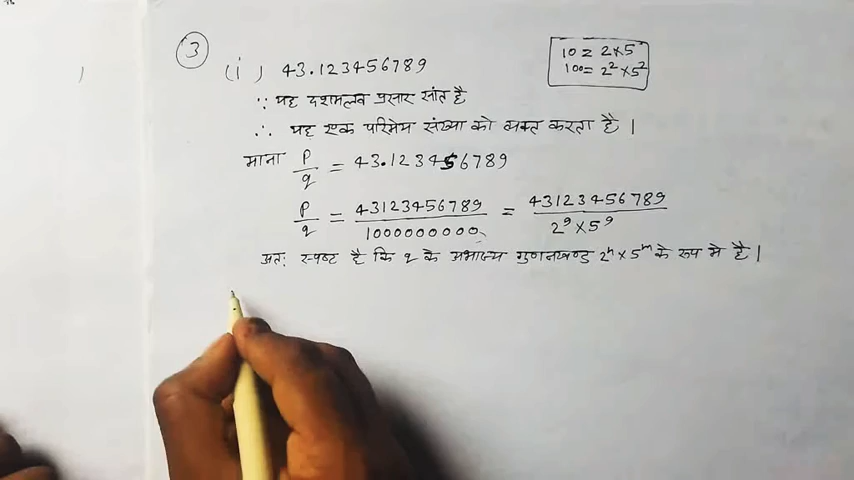 3
(i) 43.123456789
10 = 2×5
100 = 2²×5²
∵ यह दशमलव प्रसार सांत है
∴ यह एक परिमेय संख्या को व्यक्त करता है।
माना p/q = 43.123456789
p/q = 43123456789/1000000000 = 43123456789/2⁹×5⁹
अतः स्पष्ट है कि q के अभाज्य गुणनखण्ड 2ⁿ×5ᵐ के रूप मे है।